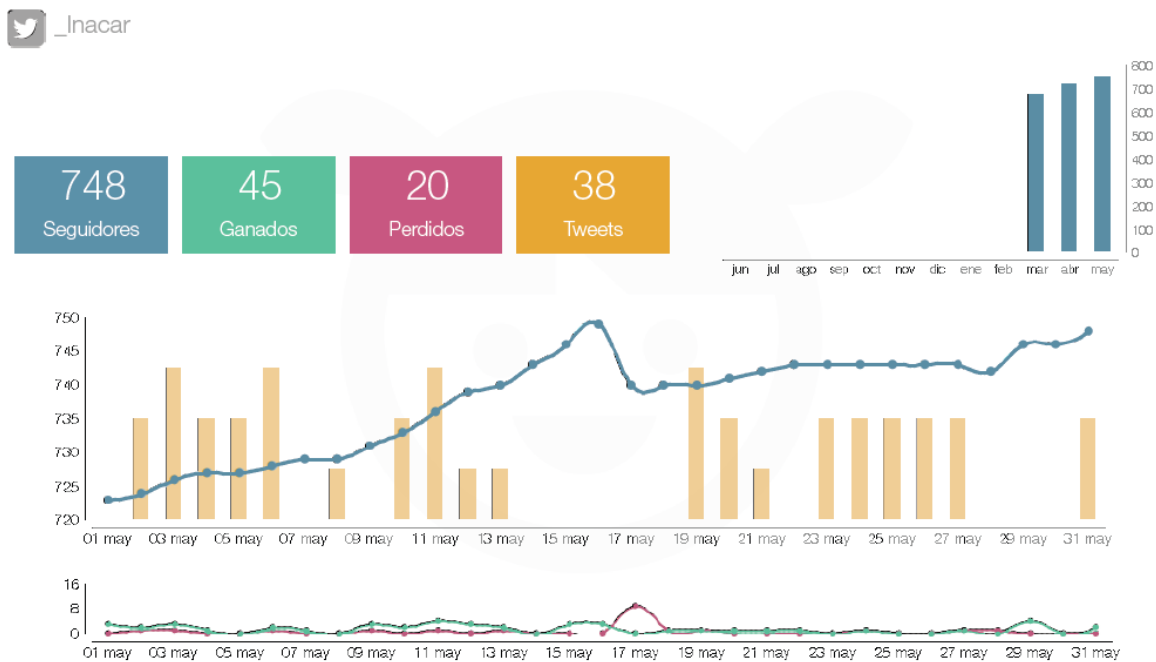 _Inacar
748
Seguidores
45
Ganados
20
Perdidos
38
Tweets
800
700
600
500
400
300
200
100
0
jun jul ago sep oct nov dic ene feb mar abr may
750
745
740
735
730
725
720
01 may 03 may 05 may 07 may 09 may 11 may 13 may 15 may 17 may 19 may 21 may 23 may 25 may 27 may 29 may 31 may
16
8
0
01 may 03 may 05 may 07 may 09 may 11 may 13 may 15 may 17 may 19 may 21 may 23 may 25 may 27 may 29 may 31 may